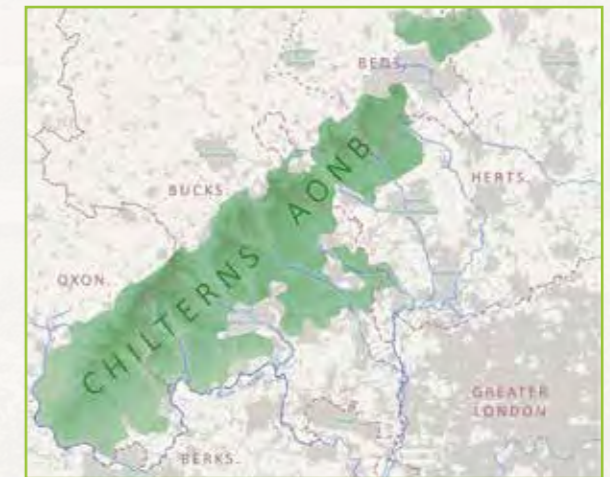 BEDS.
HERTS.
BUCKS.
CHILTERNS AONB
OXON.
GREATER
LONDON
BERKS.